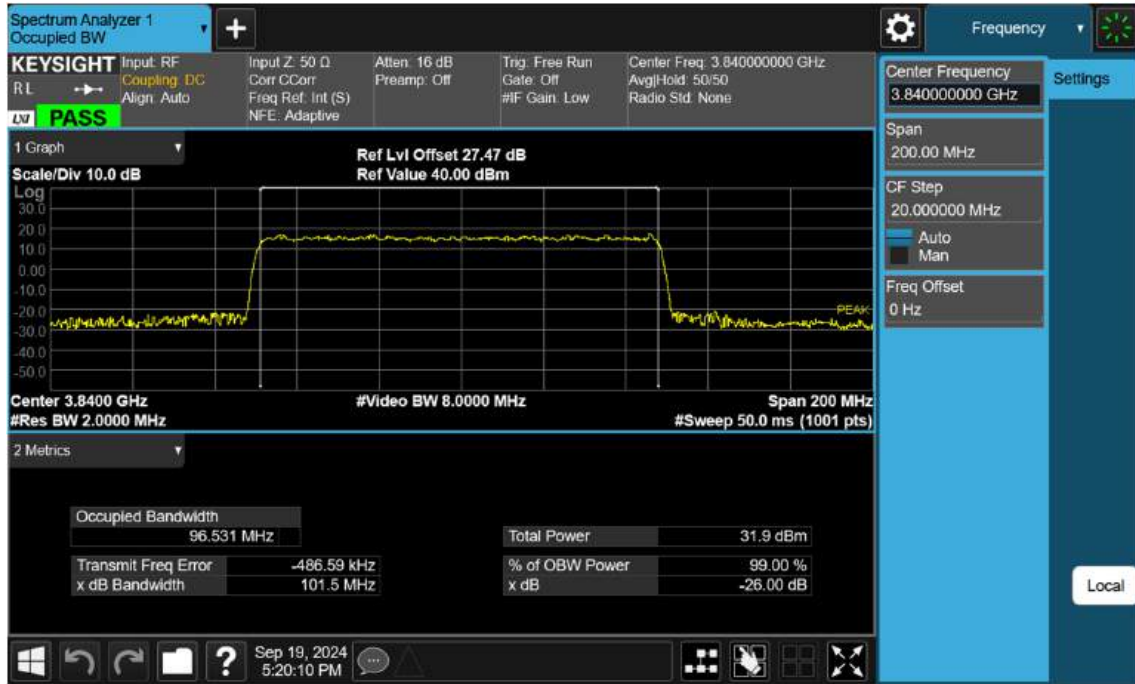 Spectrum Analyzer 1
Occupied BW
Frequency
KEYSIGHT
RL
LXI
PASS
Input: RF
Coupling: DC
Align: Auto
Input Z: 50 Ω
Corr CCorr
Freq Ref: Int (S)
NFE: Adaptive
Atten: 16 dB
Preamp: Off
Trig: Free Run
Gate: Off
#IF Gain: Low
Center Freq: 3.840000000 GHz
Avg|Hold: 50/50
Radio Std: None
Center Frequency
3.840000000 GHz
Settings
Span
200.00 MHz
CF Step
20.000000 MHz
Auto
Man
Freq Offset
0 Hz
Local
1 Graph
Scale/Div 10.0 dB
Ref Lvl Offset 27.47 dB
Ref Value 40.00 dBm
Log
30.0
20.0
10.0
0.00
-10.0
-20.0
-30.0
-40.0
-50.0
PEAK
Center 3.8400 GHz
#Video BW 8.0000 MHz
Span 200 MHz
#Res BW 2.0000 MHz
#Sweep 50.0 ms (1001 pts)
2 Metrics
Occupied Bandwidth
96.531 MHz
Total Power 31.9 dBm
Transmit Freq Error -486.59 kHz
% of OBW Power 99.00 %
x dB Bandwidth 101.5 MHz
x dB -26.00 dB
?
Sep 19, 2024
5:20:10 PM